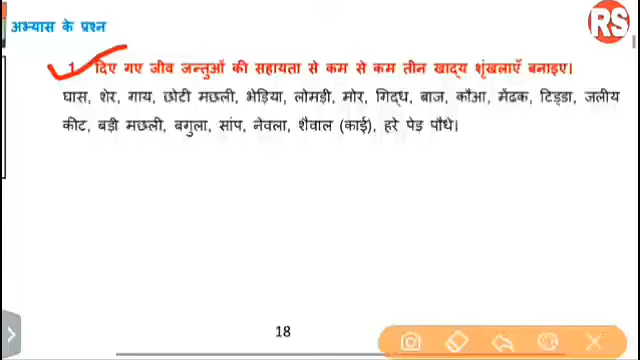 RS
अभ्यास के प्रश्न
1. दिए गए जीव जन्तुओं की सहायता से कम से कम तीन खाद्य शृंखलाएँ बनाइए।
घास, शेर, गाय, छोटी मछली, भेड़िया, लोमड़ी, मोर, गिद्ध, बाज, कौआ, मेंढक, टिड्डा, जलीय
कीट, बड़ी मछली, बगुला, सांप, नेवला, शैवाल (काई), हरे पेड़ पौधे।
18